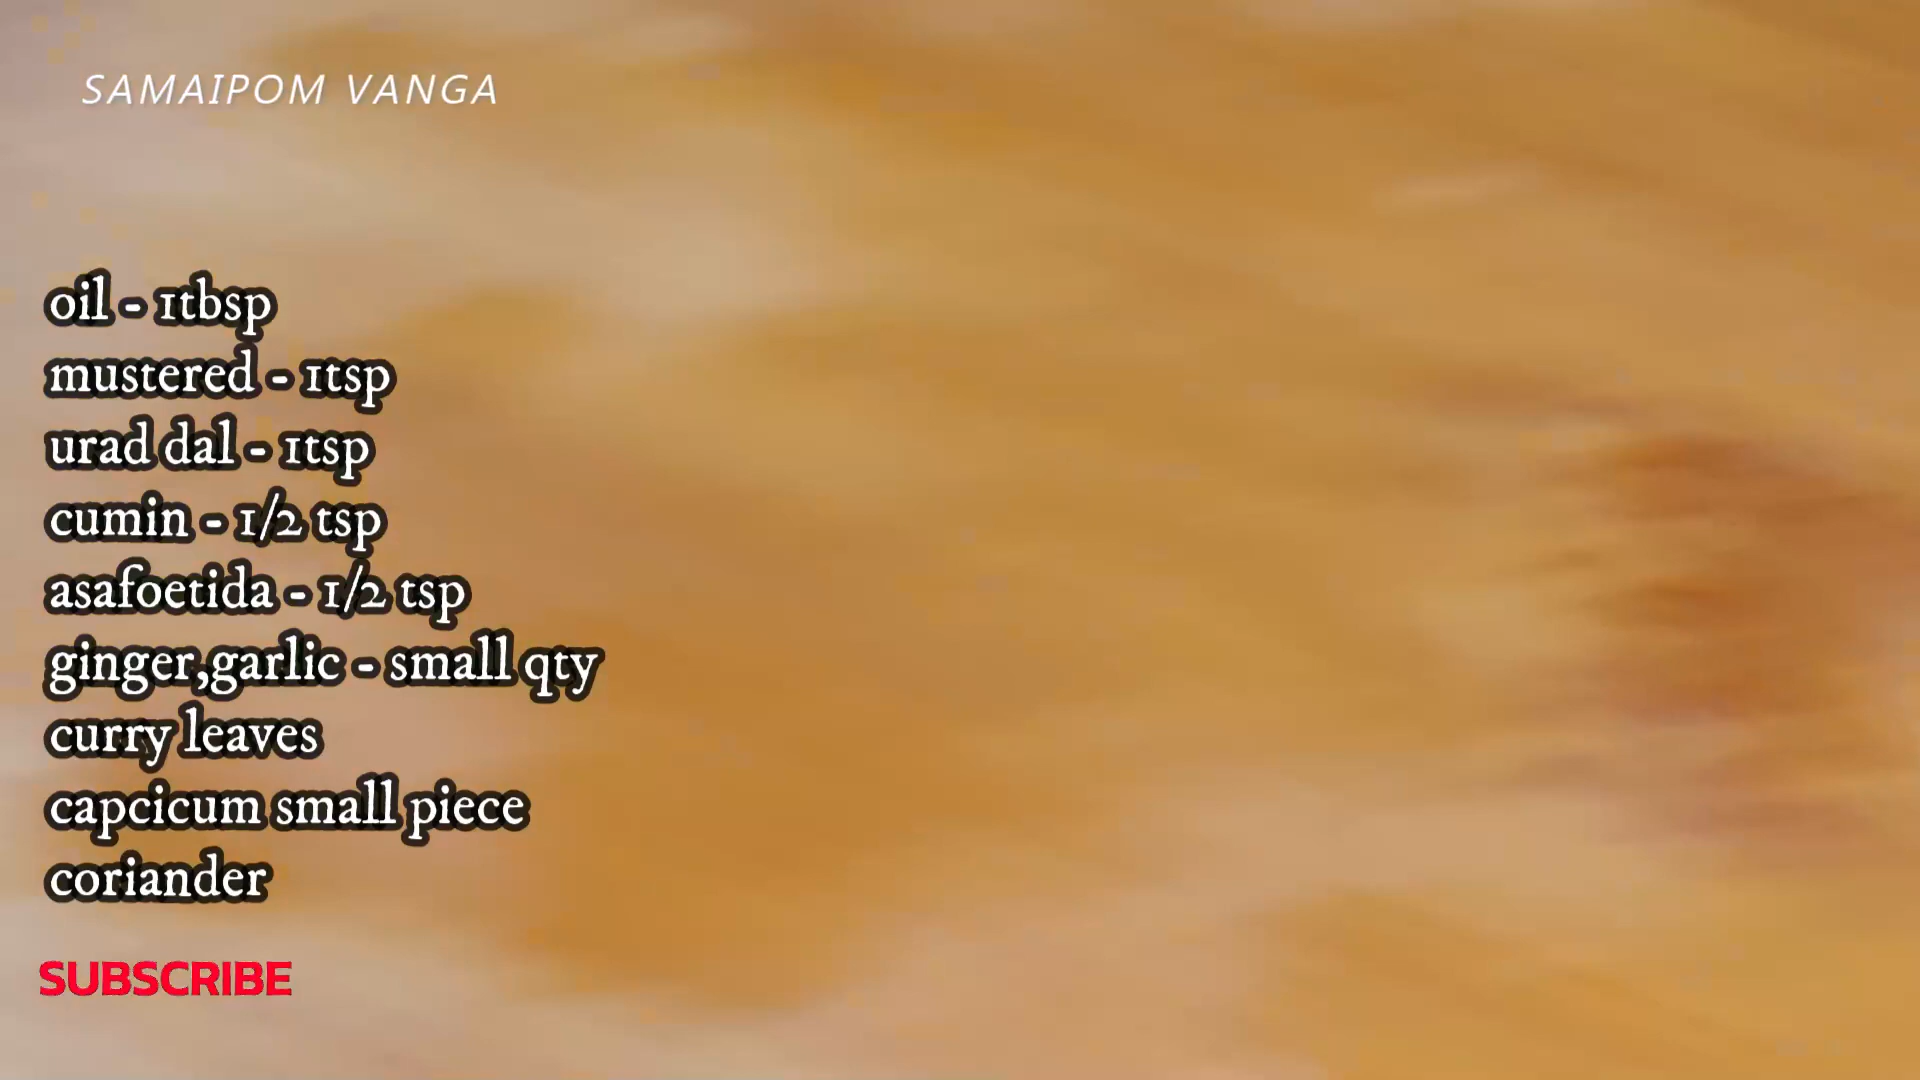 SAMAIPOM VANGA
oil - 1tbsp
mustered - 1tsp
urad dal - 1tsp
cumin - 1/2 tsp
asafoetida - 1/2 tsp
ginger,garlic - small qty
curry leaves
capcicum small piece
coriander
SUBSCRIBE